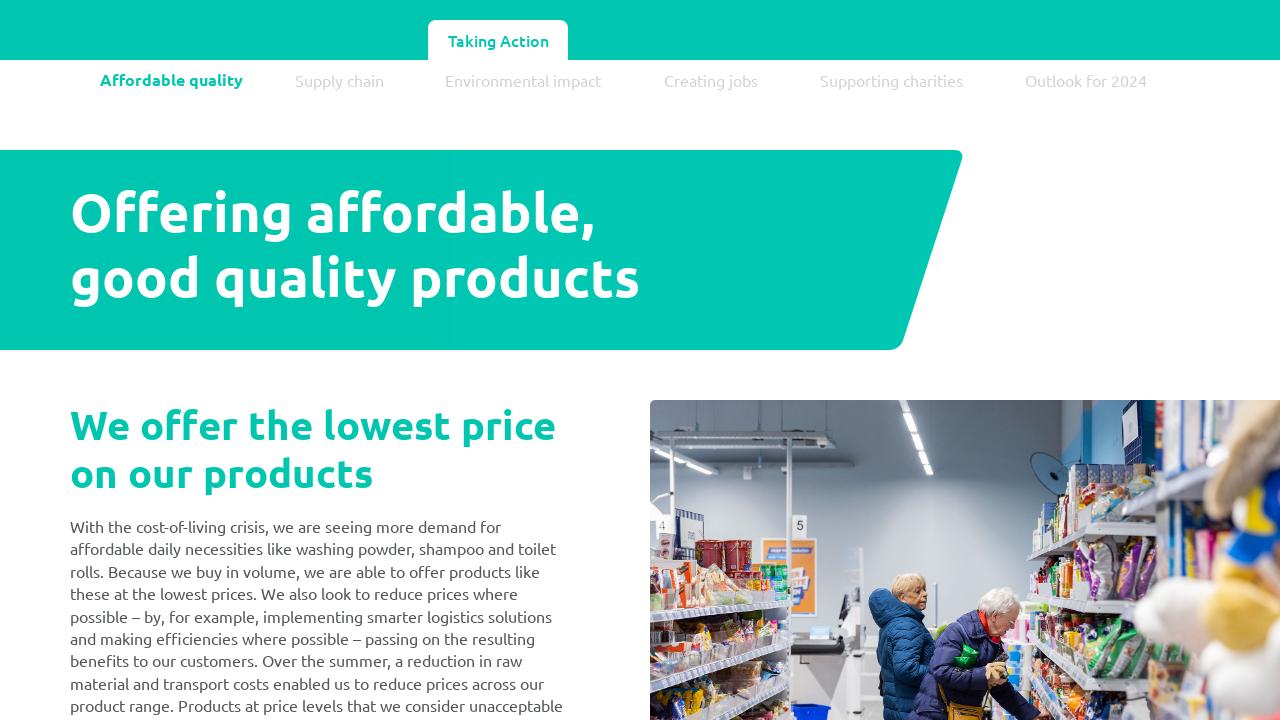 Taking Action
Affordable quality
Supply chain
Environmental impact
Creating jobs
Supporting charities
Outlook for 2024
Offering affordable,
good quality products
We offer the lowest price
on our products
With the cost-of-living crisis, we are seeing more demand for
affordable daily necessities like washing powder, shampoo and toilet
rolls. Because we buy in volume, we are able to offer products like
these at the lowest prices. We also look to reduce prices where
possible – by, for example, implementing smarter logistics solutions
and making efficiencies where possible – passing on the resulting
benefits to our customers. Over the summer, a reduction in raw
material and transport costs enabled us to reduce prices across our
product range. Products at price levels that we consider unacceptable
4
5